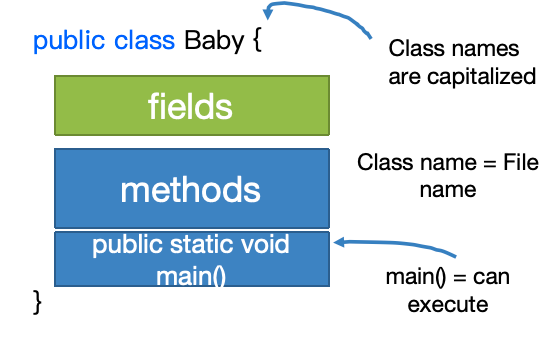 public class Baby {
Class names
are capitalized
fields
methods
Class name = File
name
public static void
main()
main() = can
execute
}